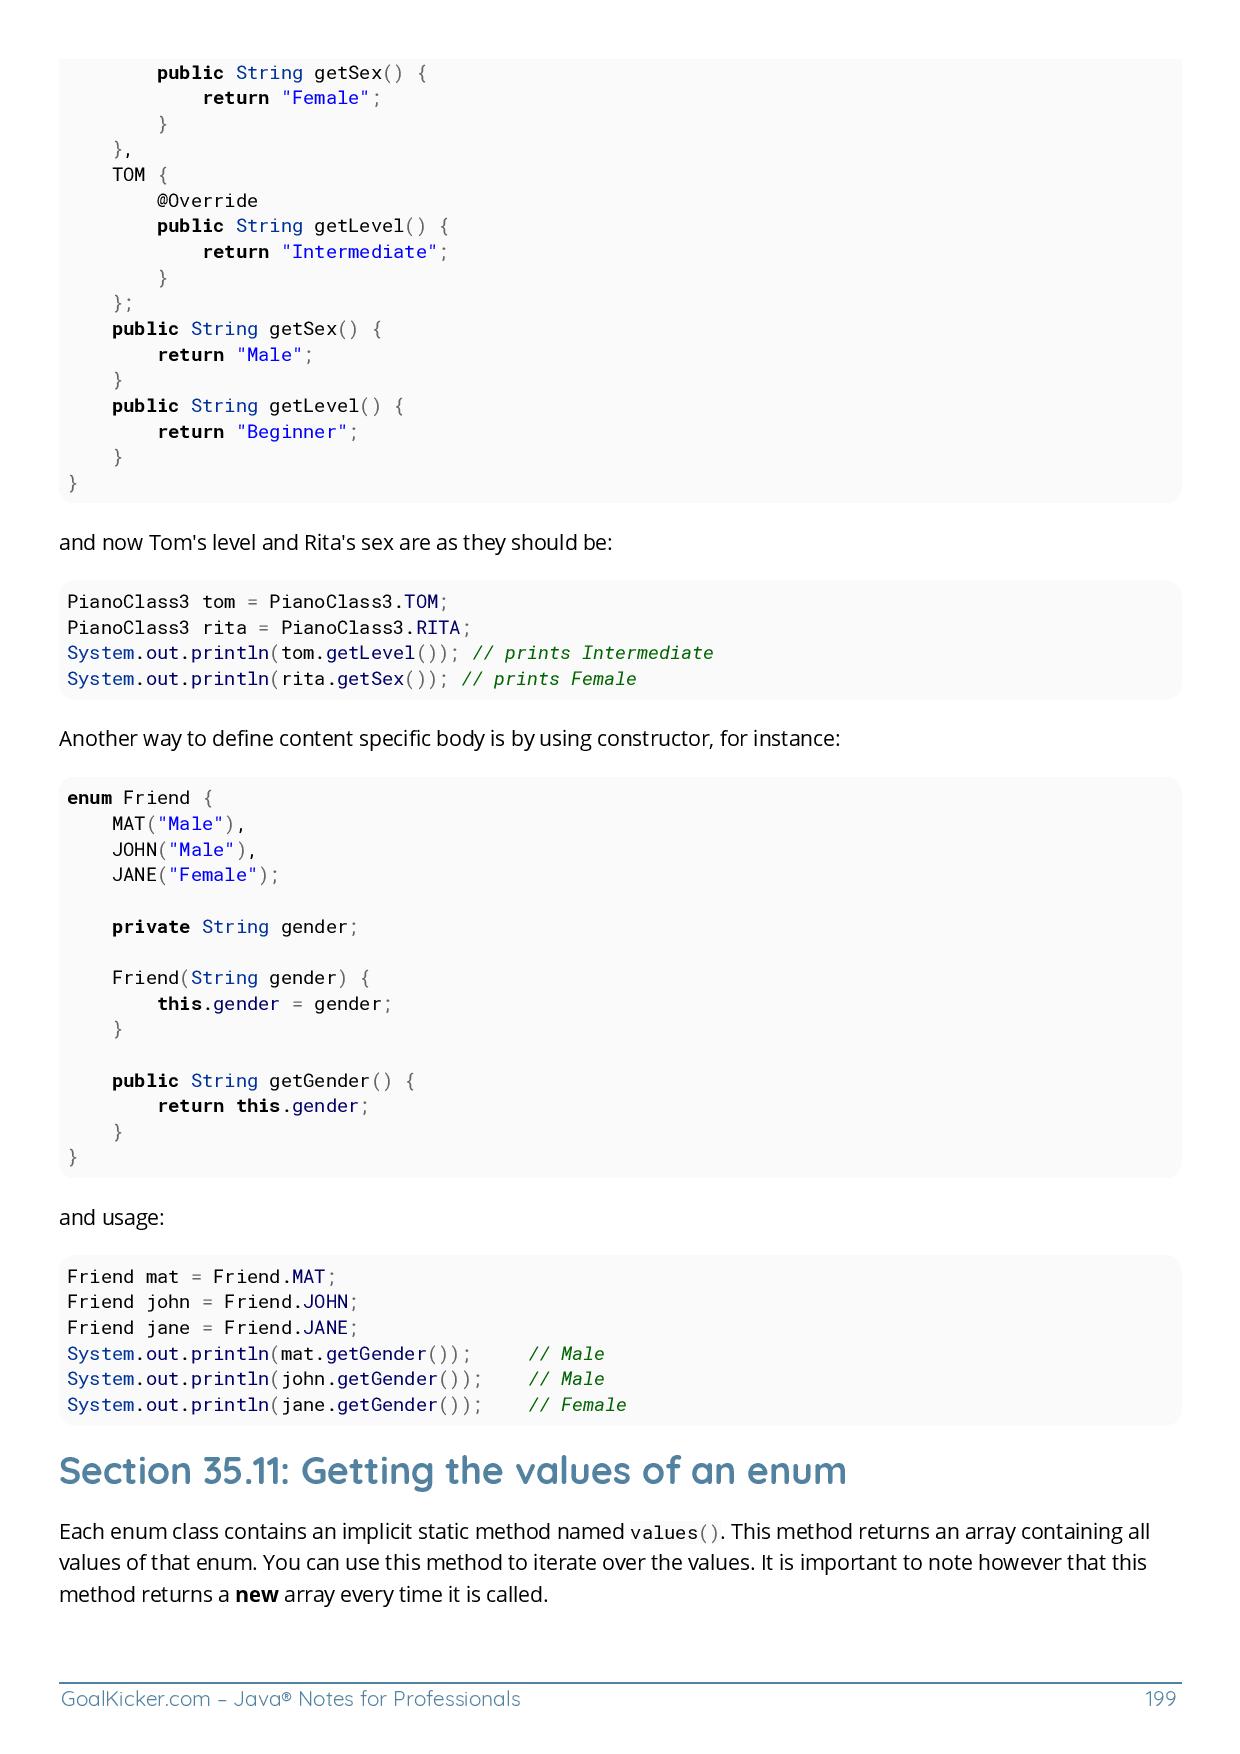 public String getSex() {
            return "Female";
        }
    },
    TOM {
        @Override
        public String getLevel() {
            return "Intermediate";
        }
    };
    public String getSex() {
        return "Male";
    }
    public String getLevel() {
        return "Beginner";
    }
}
and now Tom's level and Rita's sex are as they should be:
PianoClass3 tom = PianoClass3.TOM;
PianoClass3 rita = PianoClass3.RITA;
System.out.println(tom.getLevel()); // prints Intermediate
System.out.println(rita.getSex()); // prints Female
Another way to define content specific body is by using constructor, for instance:
enum Friend {
    MAT("Male"),
    JOHN("Male"),
    JANE("Female");
    private String gender;
    Friend(String gender) {
        this.gender = gender;
    }
    public String getGender() {
        return this.gender;
    }
}
and usage:
Friend mat = Friend.MAT;
Friend john = Friend.JOHN;
Friend jane = Friend.JANE;
System.out.println(mat.getGender());     // Male
System.out.println(john.getGender());    // Male
System.out.println(jane.getGender());    // Female
Section 35.11: Getting the values of an enum
Each enum class contains an implicit static method named values(). This method returns an array containing all
values of that enum. You can use this method to iterate over the values. It is important to note however that this
method returns a new array every time it is called.
GoalKicker.com – Java® Notes for Professionals 199